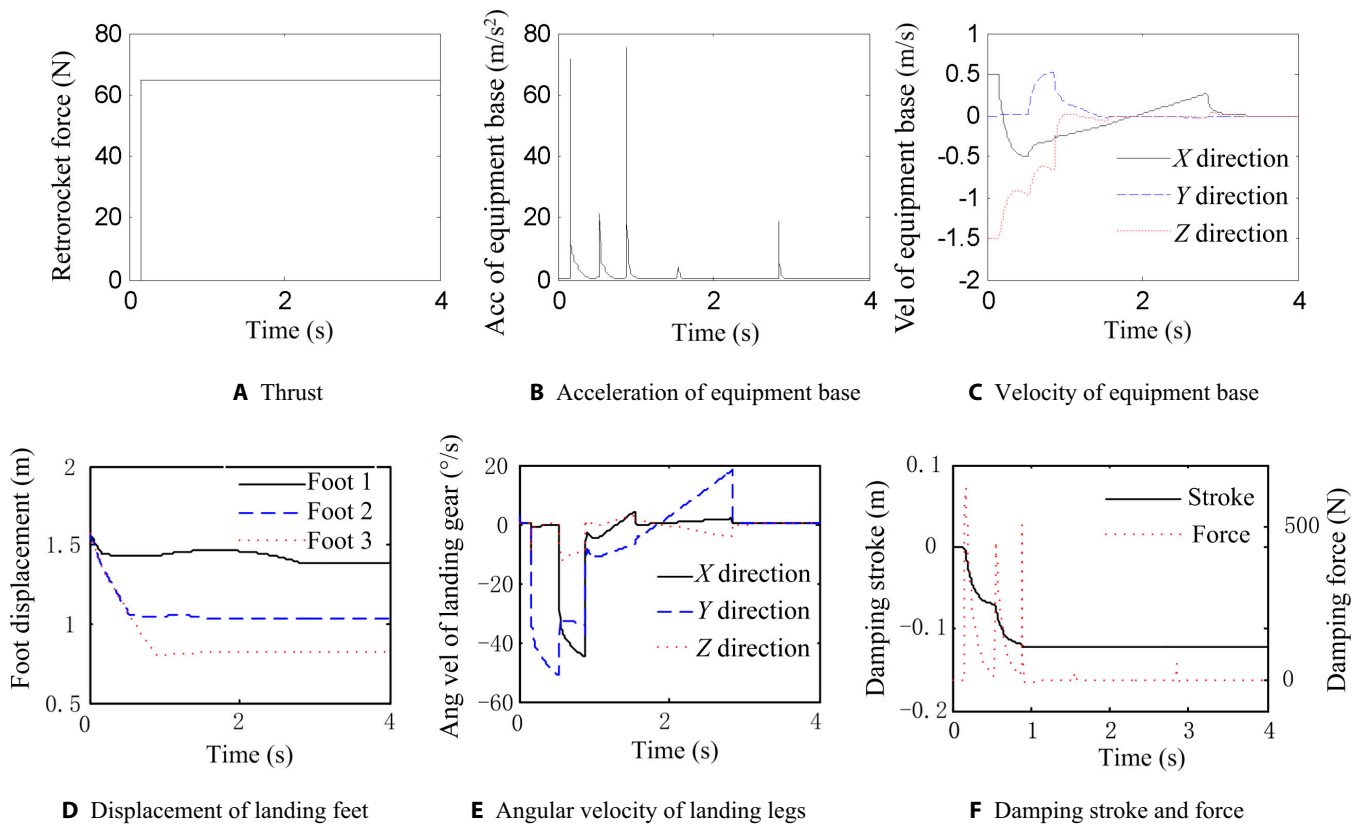 80
60
40
20
0
0
2
4
Retrorocket force (N)
Time (s)
A Thrust
80
60
40
20
0
0
2
4
Acc of equipment base (m/s²)
Time (s)
B Acceleration of equipment base
1
0.5
0
-0.5
-1
-1.5
-2
0
2
4
Vel of equipment base (m/s)
X direction
Y direction
Z direction
Time (s)
C Velocity of equipment base
2
1.5
1
0.5
0
2
4
Foot displacement (m)
Foot 1
Foot 2
Foot 3
Time (s)
D Displacement of landing feet
20
0
-20
-40
-60
0
2
4
Ang vel of landing gear (°/s)
X direction
Y direction
Z direction
Time (s)
E Angular velocity of landing legs
0.1
0
-0.1
-0.2
0
1
2
3
4
500
0
Damping stroke (m)
Damping force (N)
Stroke
Force
Time (s)
F Damping stroke and force